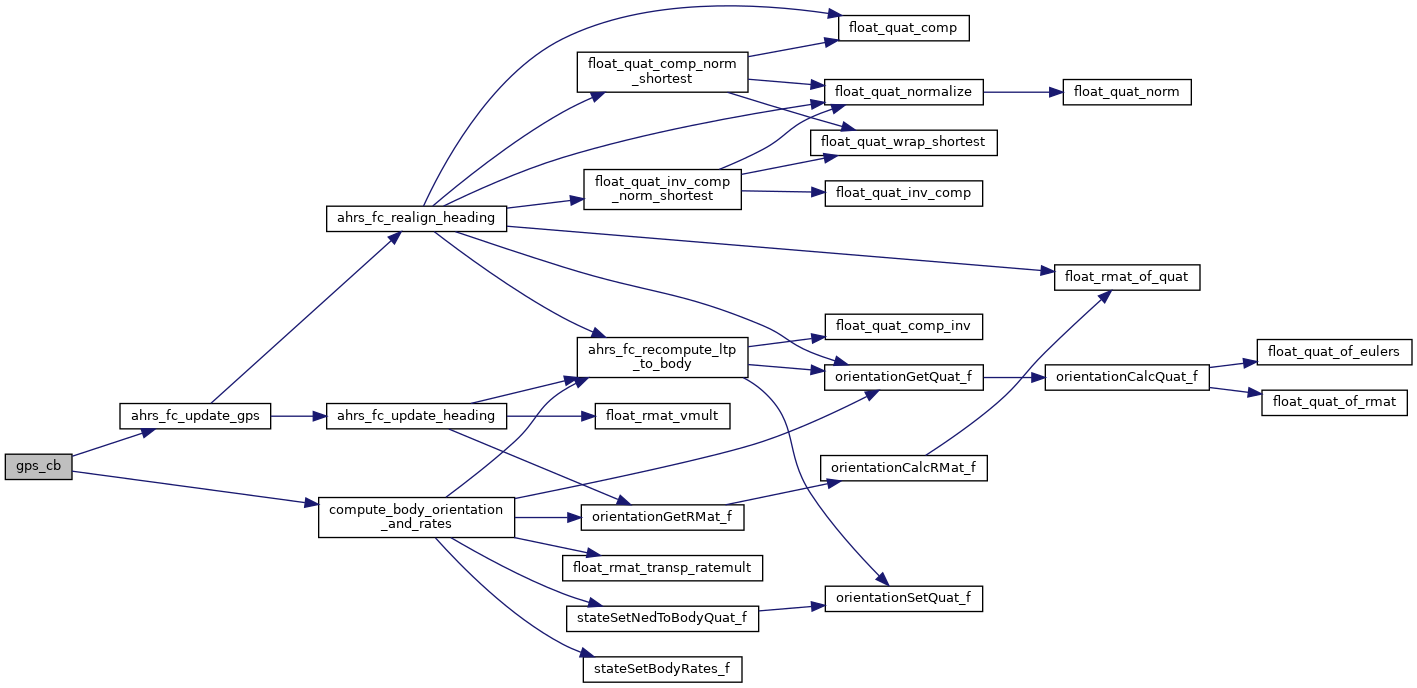 gps_cb
ahrs_fc_update_gps
compute_body_orientation
_and_rates
ahrs_fc_realign_heading
ahrs_fc_update_heading
float_quat_comp_norm
_shortest
float_quat_inv_comp
_norm_shortest
ahrs_fc_recompute_ltp
_to_body
float_rmat_vmult
orientationGetRMat_f
float_rmat_transp_ratemult
stateSetNedToBodyQuat_f
stateSetBodyRates_f
float_quat_comp
float_quat_normalize
float_quat_wrap_shortest
float_quat_inv_comp
float_quat_comp_inv
orientationGetQuat_f
orientationCalcRMat_f
orientationSetQuat_f
float_quat_norm
float_rmat_of_quat
orientationCalcQuat_f
float_quat_of_eulers
float_quat_of_rmat